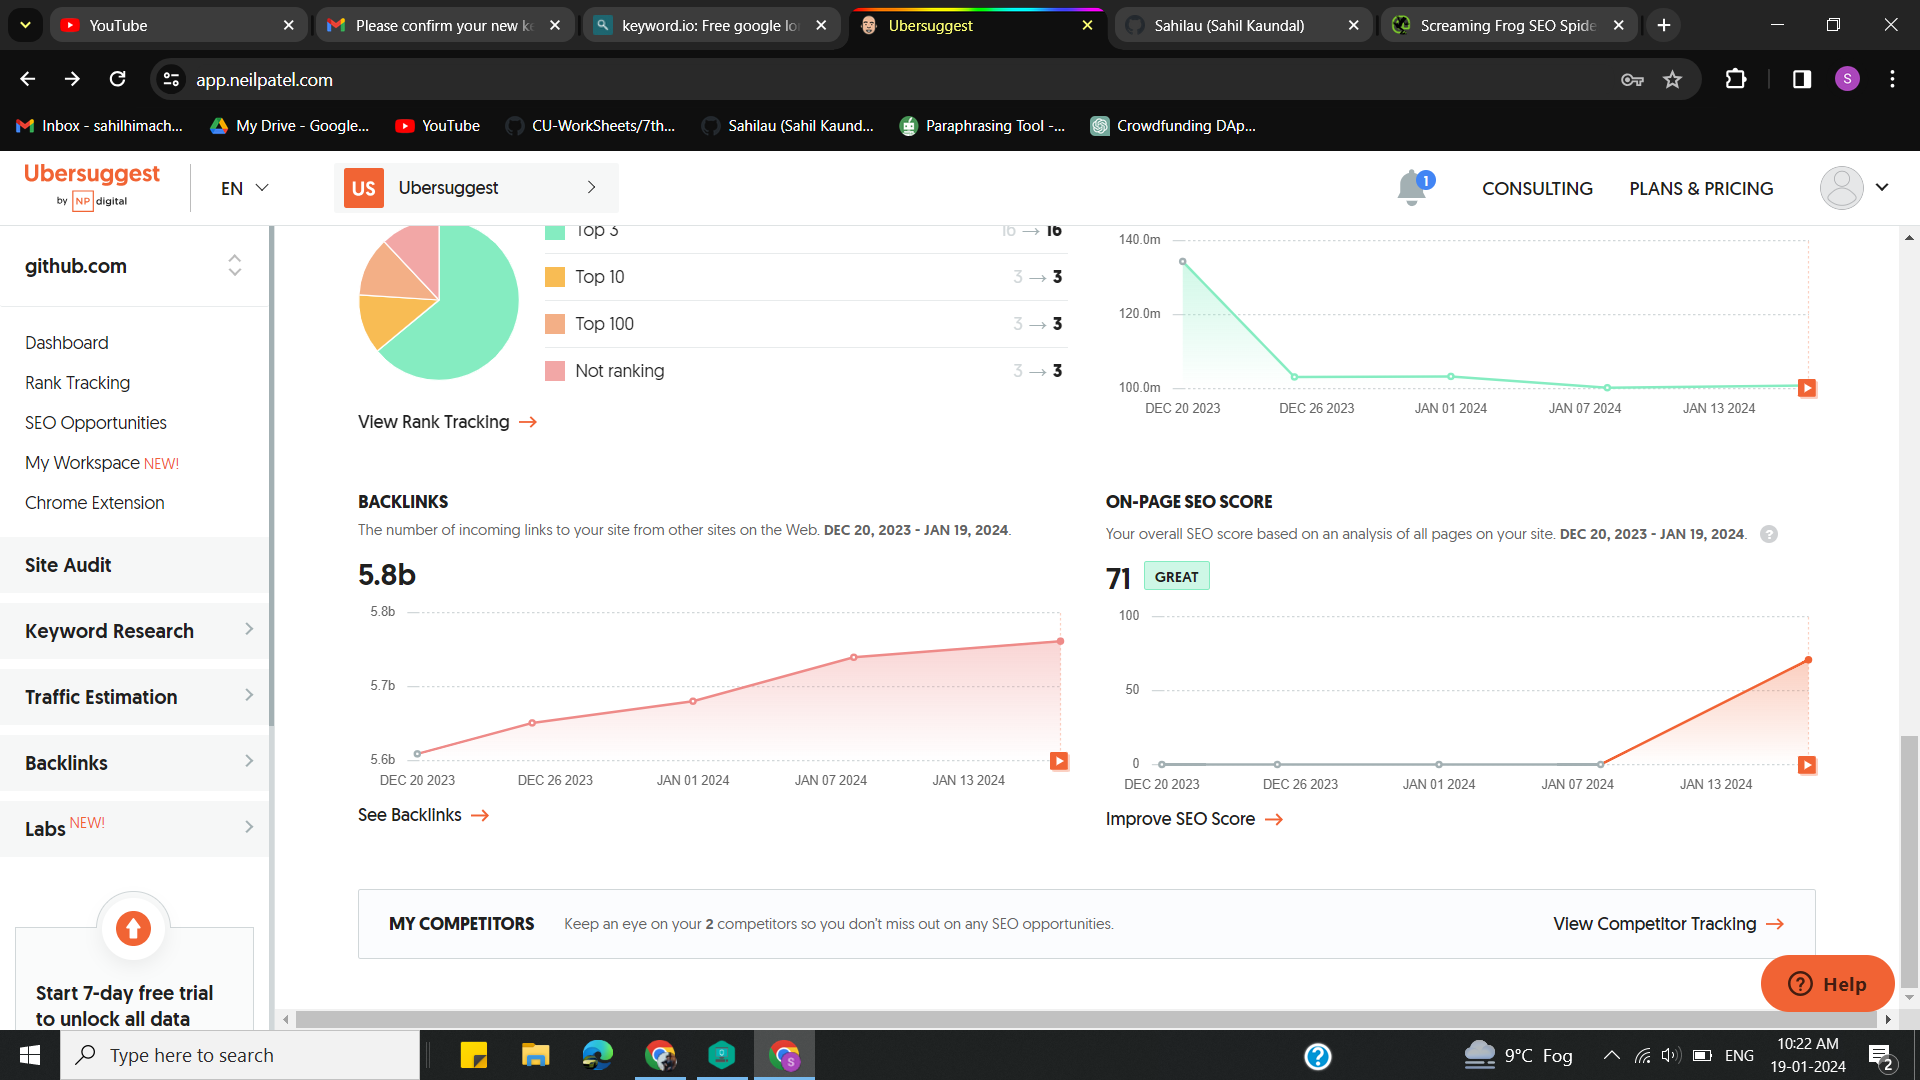 YouTube
Please confirm your new ke
keyword.io: Free google lo
Ubersuggest
Sahilau (Sahil Kaundal)
Screaming Frog SEO Spide
app.neilpatel.com
S
Inbox - sahilhimach...
My Drive - Google...
YouTube
CU-WorkSheets/7th...
Sahilau (Sahil Kaund...
Paraphrasing Tool -...
Crowdfunding DAp...
Ubersuggest
by NP digital
EN
US Ubersuggest
1
CONSULTING
PLANS & PRICING
github.com
Dashboard
Rank Tracking
SEO Opportunities
My Workspace NEW!
Chrome Extension
Site Audit
Keyword Research
Traffic Estimation
Backlinks
Labs NEW!
Start 7-day free trial
to unlock all data
Top 3 16 → 16
Top 10 3 → 3
Top 100 3 → 3
Not ranking 3 → 3
View Rank Tracking →
140.0m
120.0m
100.0m
DEC 20 2023 DEC 26 2023 JAN 01 2024 JAN 07 2024 JAN 13 2024
BACKLINKS
The number of incoming links to your site from other sites on the Web. DEC 20, 2023 - JAN 19, 2024.
5.8b
5.8b
5.7b
5.6b
DEC 20 2023 DEC 26 2023 JAN 01 2024 JAN 07 2024 JAN 13 2024
See Backlinks →
ON-PAGE SEO SCORE
Your overall SEO score based on an analysis of all pages on your site. DEC 20, 2023 - JAN 19, 2024. ?
71 GREAT
100
50
0
DEC 20 2023 DEC 26 2023 JAN 01 2024 JAN 07 2024 JAN 13 2024
Improve SEO Score →
MY COMPETITORS Keep an eye on your 2 competitors so you don't miss out on any SEO opportunities. View Competitor Tracking →
? Help
Type here to search
S
?
9°C Fog
ENG
10:22 AM
19-01-2024
2